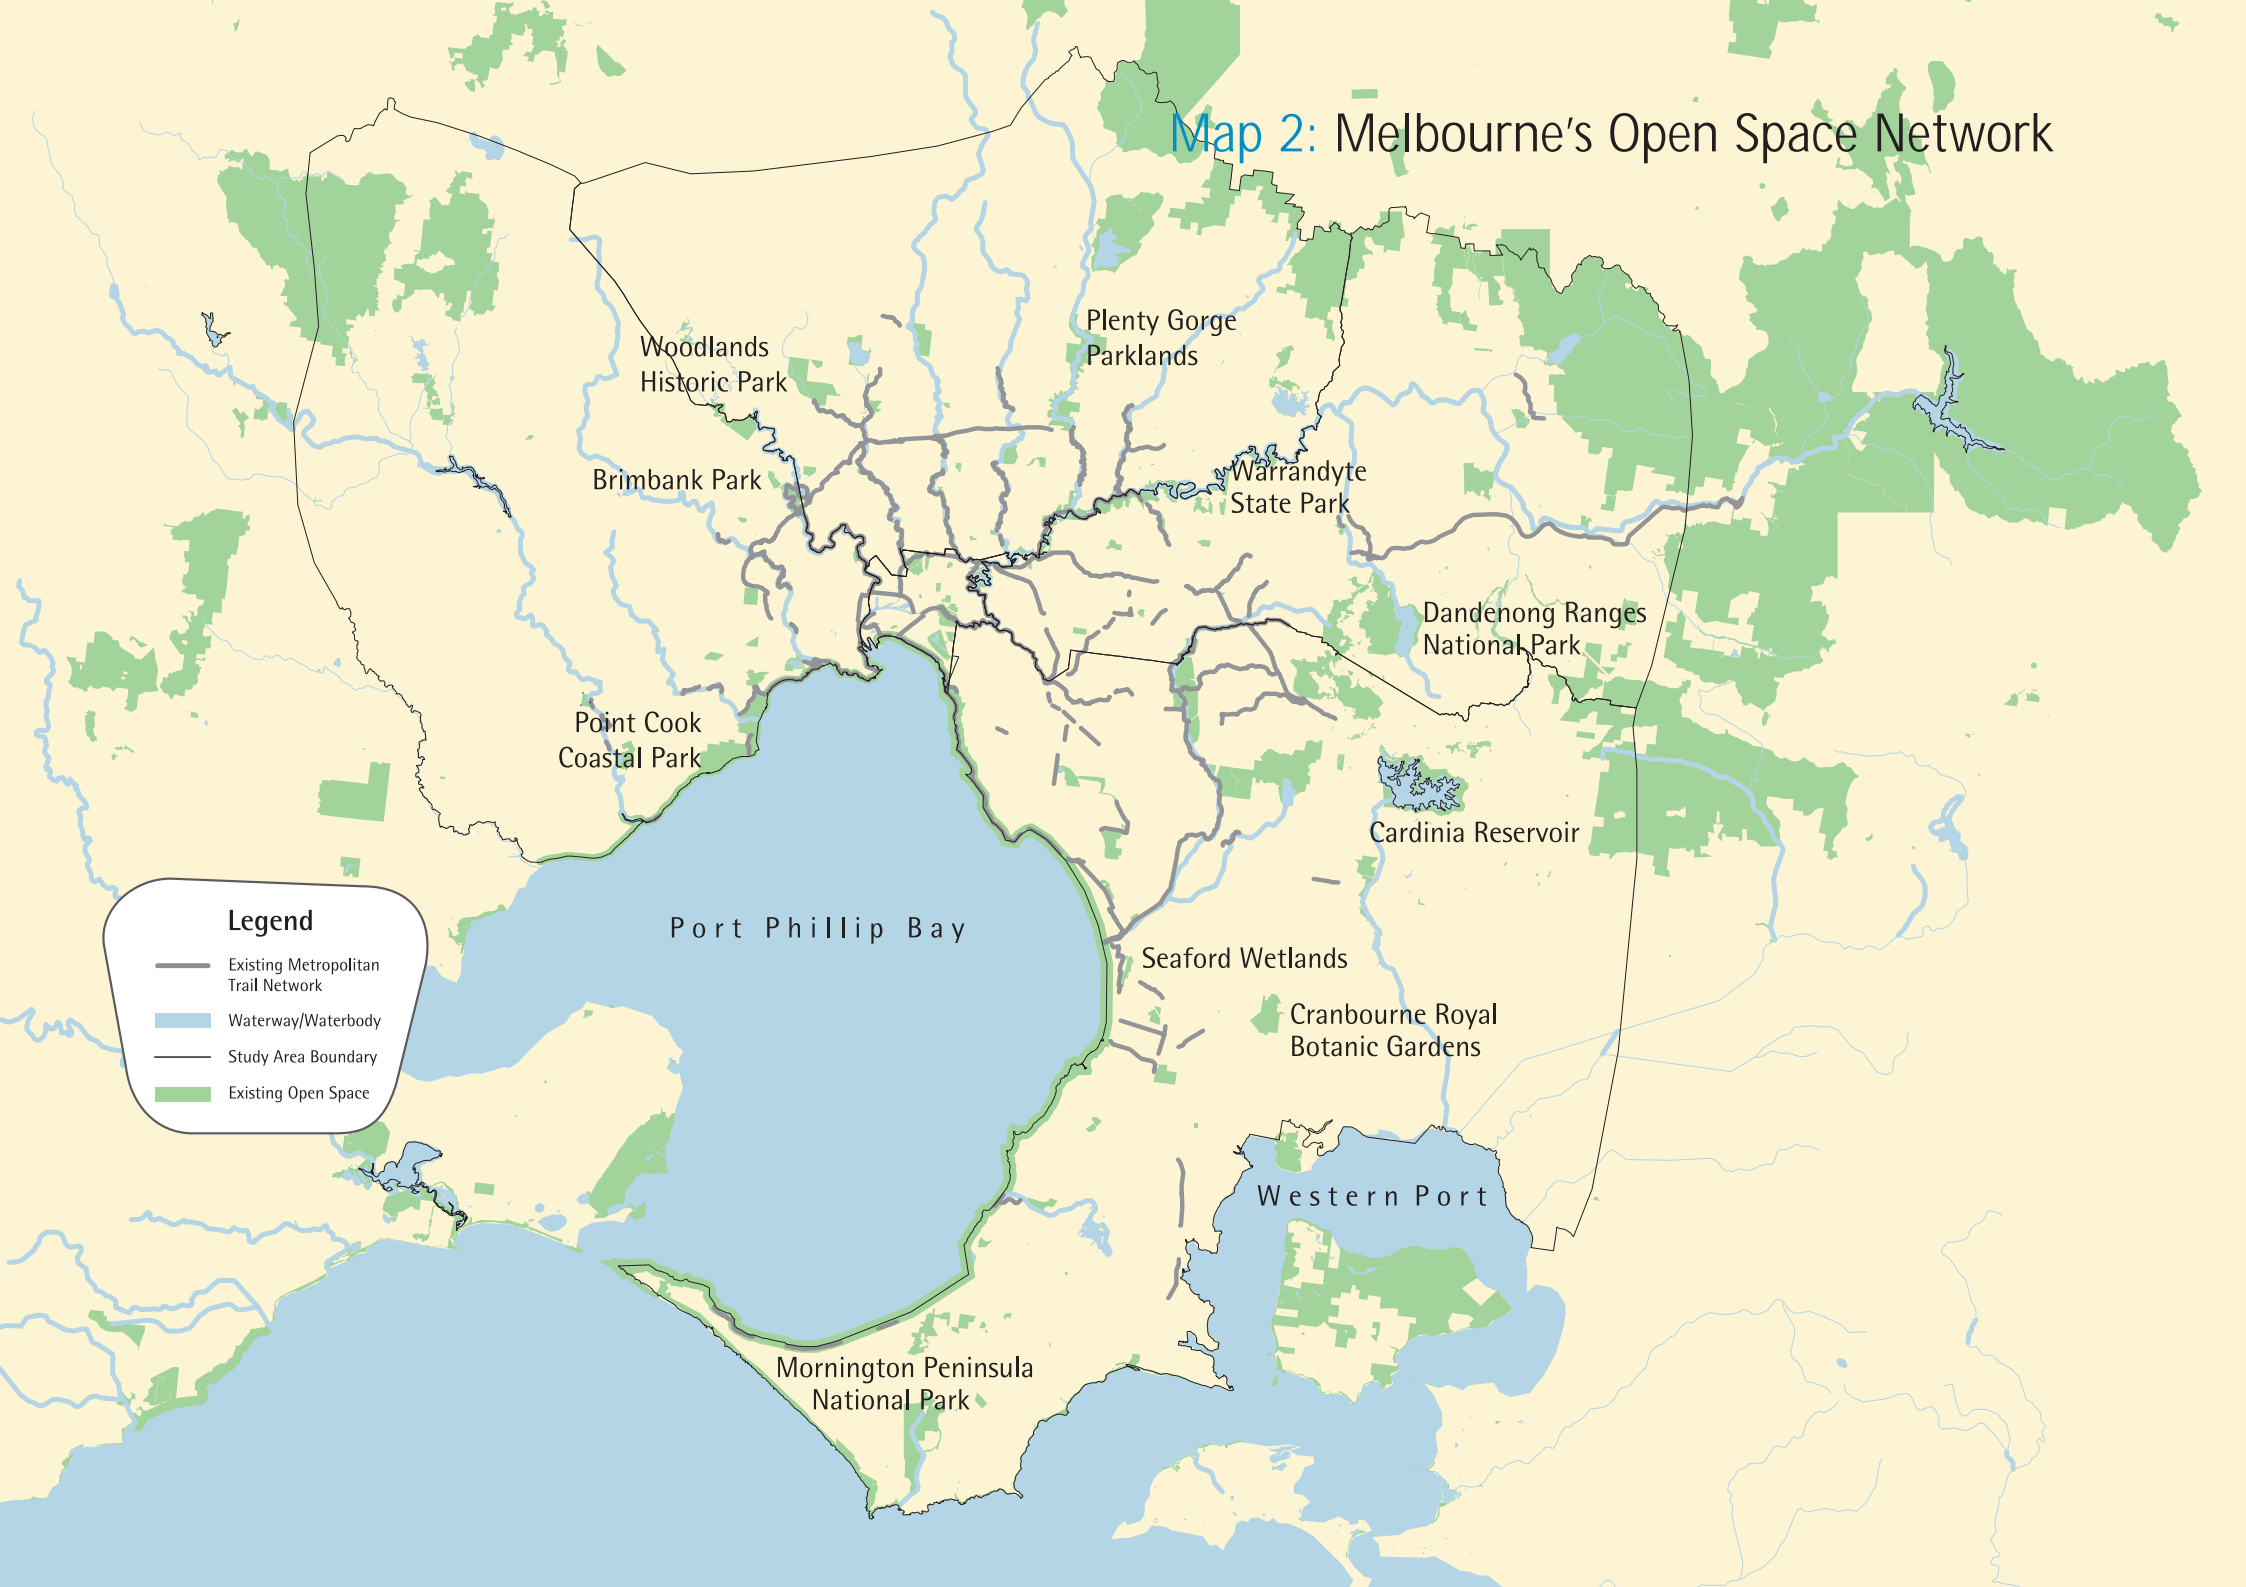 Map 2: Melbourne's Open Space Network
Plenty Gorge
Parklands
Woodlands
Historic Park
Brimbank Park
Warrandyte
State Park
Dandenong Ranges
National Park
Point Cook
Coastal Park
Cardinia Reservoir
Port Phillip Bay
Seaford Wetlands
Cranbourne Royal
Botanic Gardens
Western Port
Mornington Peninsula
National Park
Legend
Existing Metropolitan
Trail Network
Waterway/Waterbody
Study Area Boundary
Existing Open Space